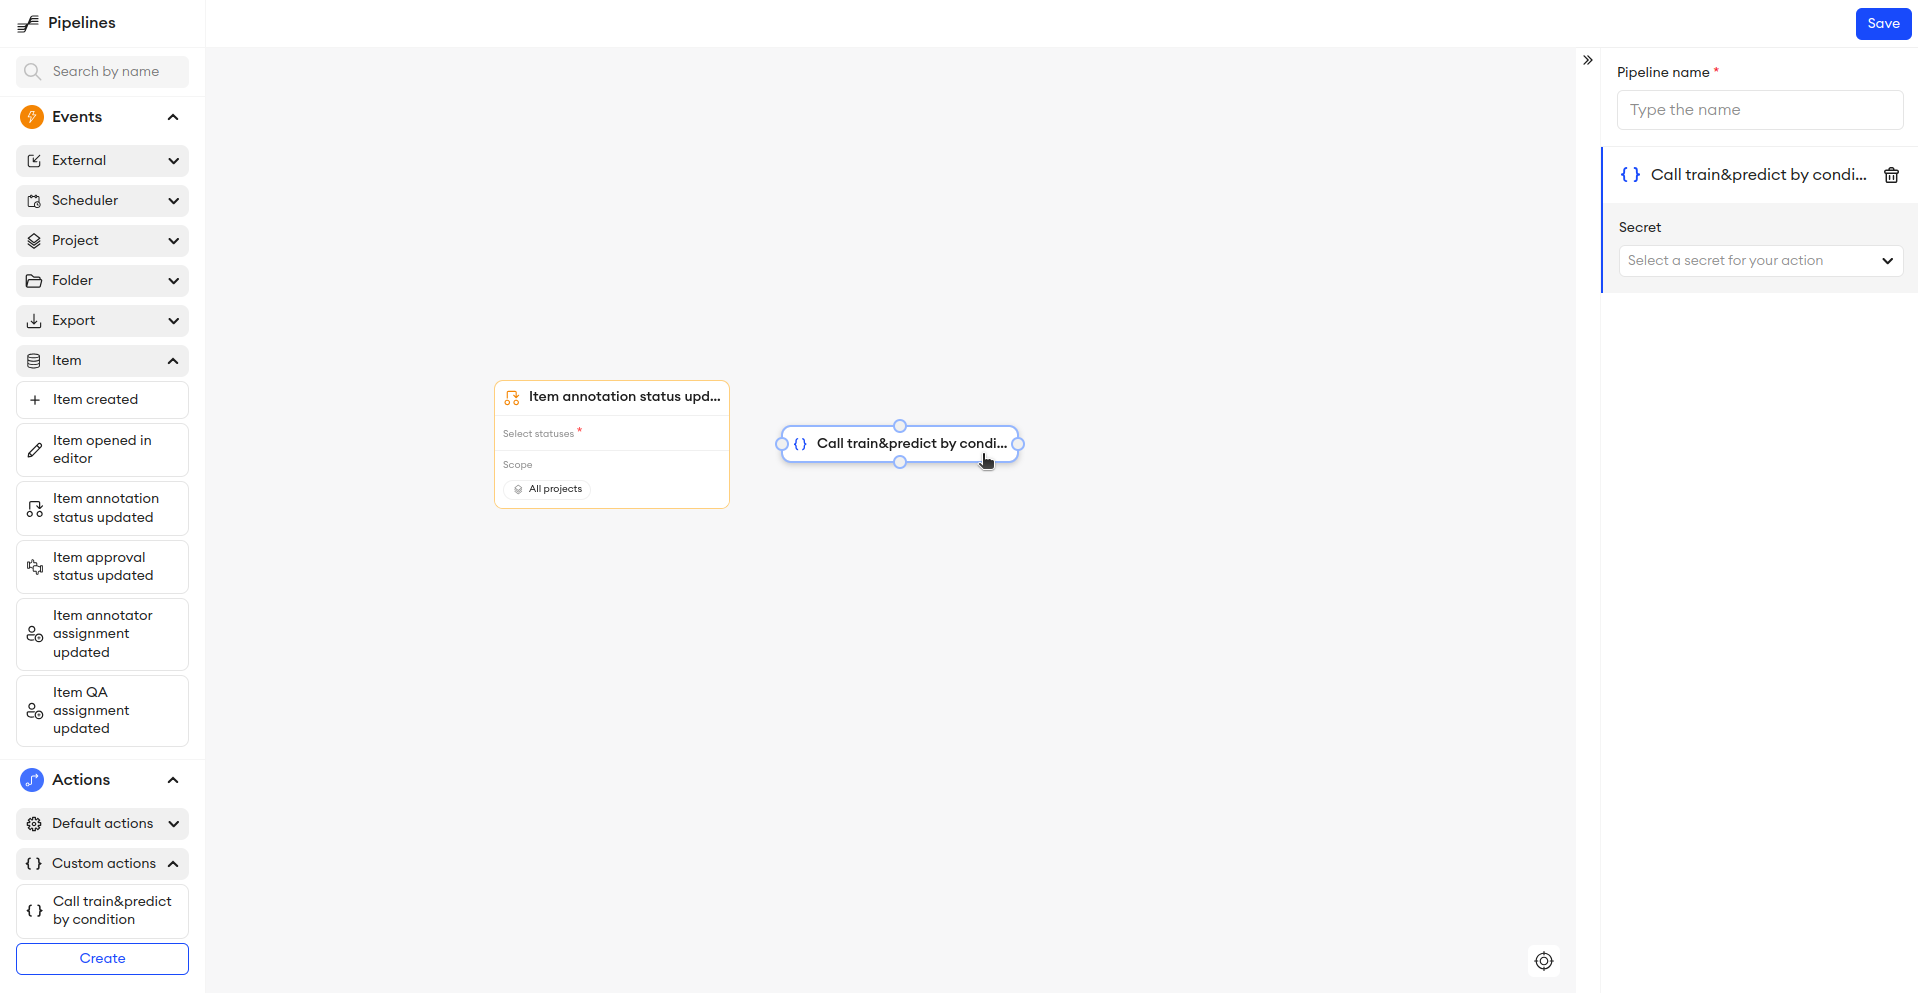 Pipelines
Save
Search by name
Events
External
Scheduler
Project
Folder
Export
Item
Item created
Item opened in
editor
Item annotation
status updated
Item approval
status updated
Item annotator
assignment
updated
Item QA
assignment
updated
Actions
Default actions
Custom actions
Call train&predict
by condition
Create
Item annotation status upd...
Select statuses *
Scope
All projects
Call train&predict by condi...
Pipeline name *
Type the name
Call train&predict by condi...
Secret
Select a secret for your action